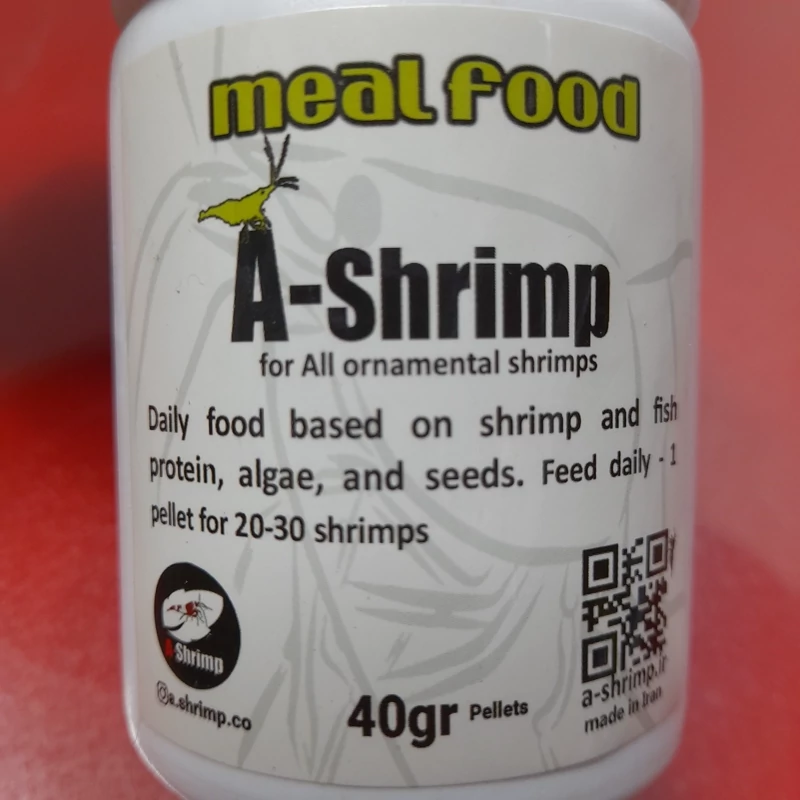 meal food
A-Shrimp
for All ornamental shrimps
Daily food based on shrimp and fish
protein, algae, and seeds. Feed daily - 1
pellet for 20-30 shrimps
A-Shrimp
a.shrimp.co
40gr Pellets
a-shrimp.ir
made in Iran